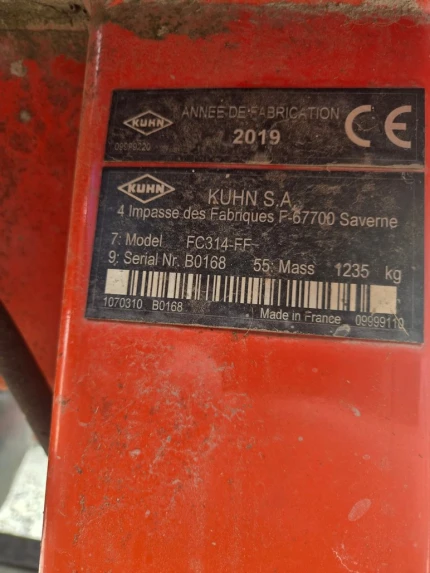 KUHN ANNEE DE FABRICATION
2019 CE
09099220
KUHN KUHN S.A.
4 Impasse des Fabriques F-67700 Saverne
7: Model FC314-FF
9: Serial Nr. B0168 55: Mass 1235 kg
1070310 B0168 Made in France 09999110